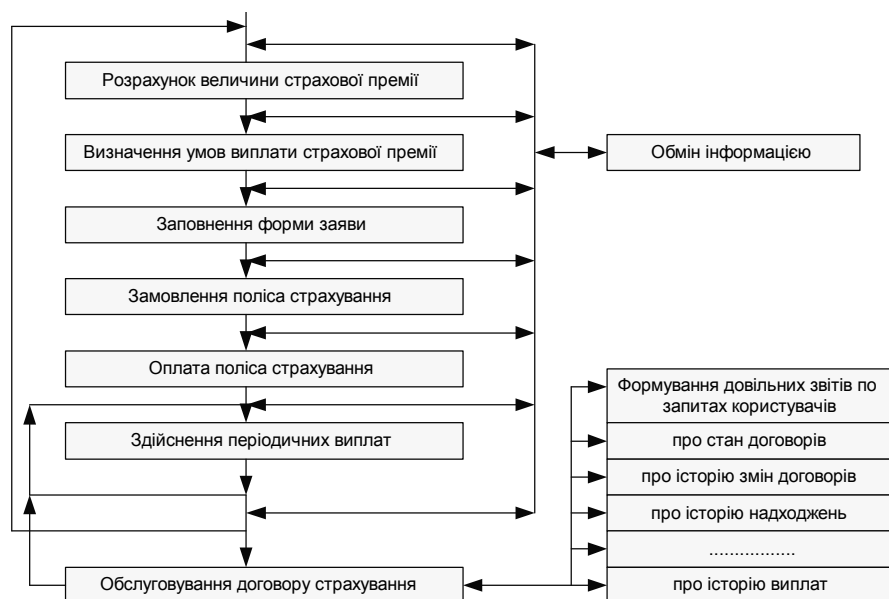 Розрахунок величини страхової премії
Визначення умов виплати страхової премії
Обмін інформацією
Заповнення форми заяви
Замовлення поліса страхування
Оплата поліса страхування
Формування довільних звітів по
запитах користувачів
Здійснення періодичних виплат
про стан договорів
про історію змін договорів
про історію надходжень
.................
Обслуговування договору страхування
про історію виплат